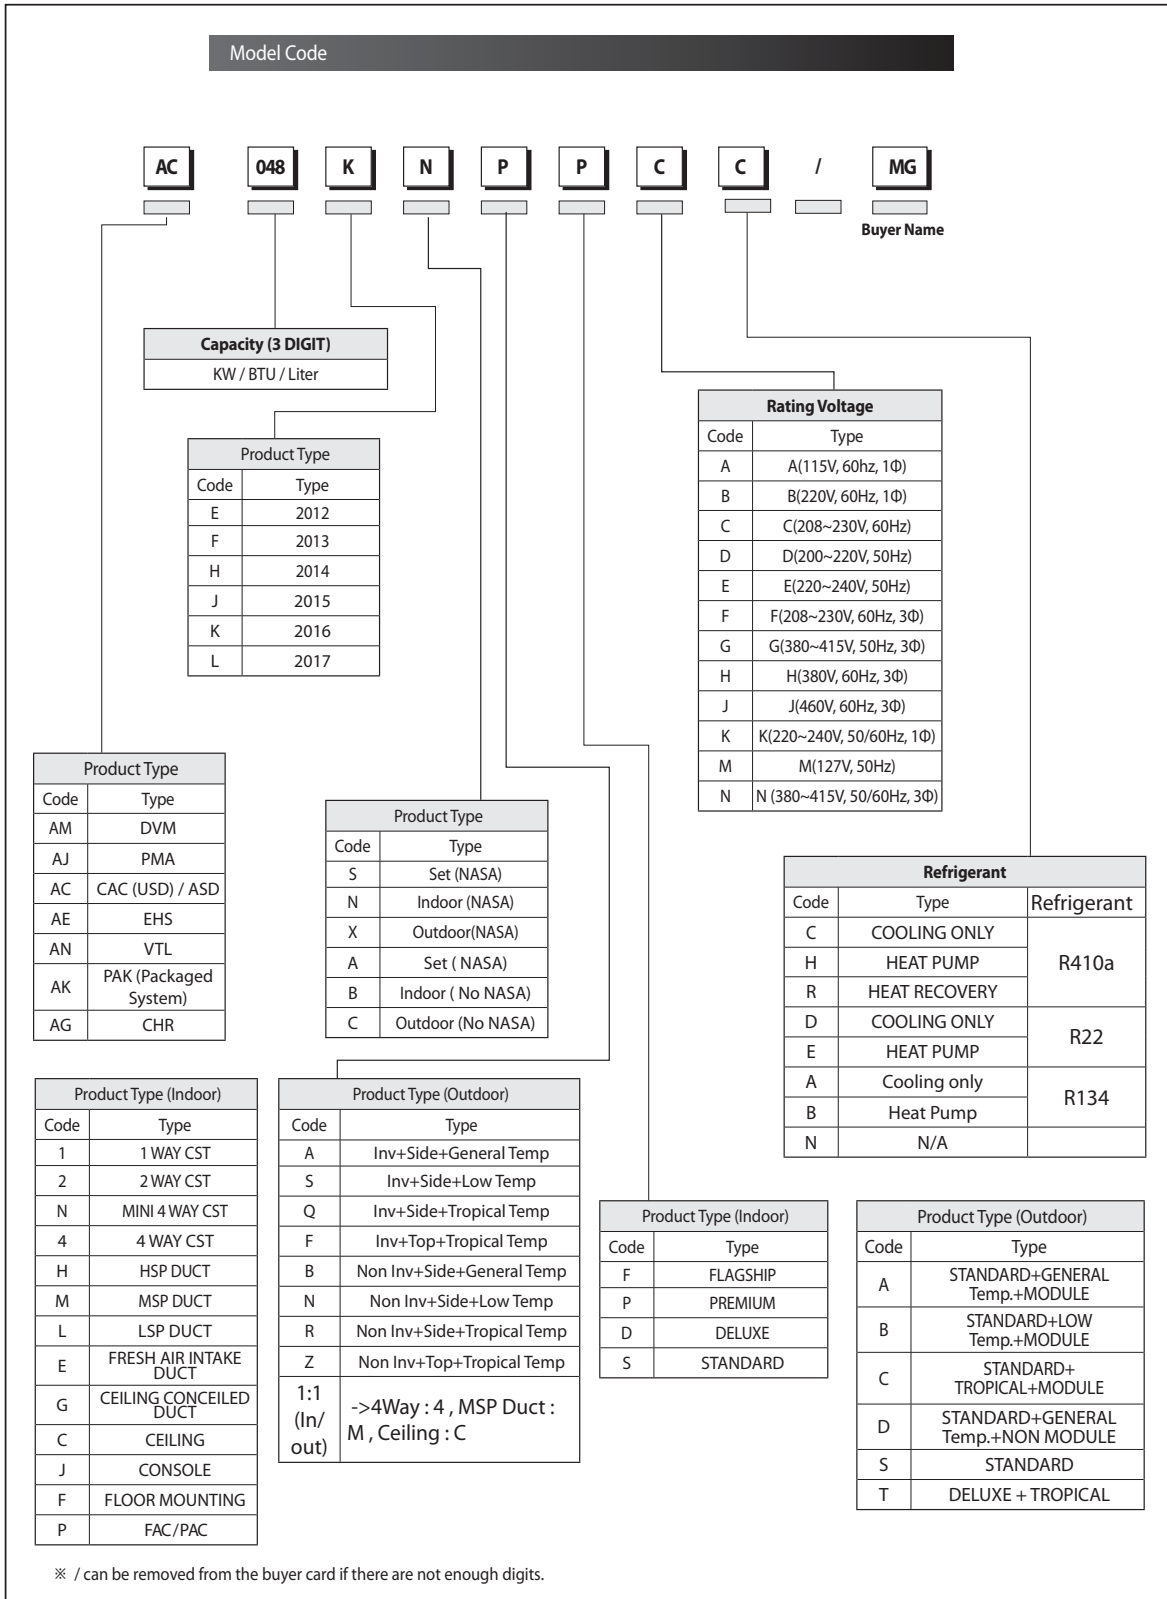 Model Code
AC 048 K N P P C C / MG
Buyer Name
Capacity (3 DIGIT)
KW / BTU / Liter
Product Type
Code Type
E 2012
F 2013
H 2014
J 2015
K 2016
L 2017
Rating Voltage
Code Type
A A(115V, 60hz, 1Φ)
B B(220V, 60Hz, 1Φ)
C C(208~230V, 60Hz)
D D(200~220V, 50Hz)
E E(220~240V, 50Hz)
F F(208~230V, 60Hz, 3Φ)
G G(380~415V, 50Hz, 3Φ)
H H(380V, 60Hz, 3Φ)
J J(460V, 60Hz, 3Φ)
K K(220~240V, 50/60Hz, 1Φ)
M M(127V, 50Hz)
N N (380~415V, 50/60Hz, 3Φ)
Product Type
Code Type
AM DVM
AJ PMA
AC CAC (USD) / ASD
AE EHS
AN VTL
AK PAK (Packaged
System)
AG CHR
Product Type
Code Type
S Set (NASA)
N Indoor (NASA)
X Outdoor(NASA)
A Set ( NASA)
B Indoor ( No NASA)
C Outdoor (No NASA)
Refrigerant
Code Type Refrigerant
C COOLING ONLY
H HEAT PUMP R410a
R HEAT RECOVERY
D COOLING ONLY R22
E HEAT PUMP
A Cooling only R134
B Heat Pump
N N/A
Product Type (Indoor)
Code Type
1 1 WAY CST
2 2 WAY CST
N MINI 4 WAY CST
4 4 WAY CST
H HSP DUCT
M MSP DUCT
L LSP DUCT
E FRESH AIR INTAKE
DUCT
G CEILING CONCEILED
DUCT
C CEILING
J CONSOLE
F FLOOR MOUNTING
P FAC/PAC
Product Type (Outdoor)
Code Type
A Inv+Side+General Temp
S Inv+Side+Low Temp
Q Inv+Side+Tropical Temp
F Inv+Top+Tropical Temp
B Non Inv+Side+General Temp
N Non Inv+Side+Low Temp
R Non Inv+Side+Tropical Temp
Z Non Inv+Top+Tropical Temp
1:1
(In/
out)
->4Way : 4 , MSP Duct :
M , Ceiling : C
Product Type (Indoor)
Code Type
F FLAGSHIP
P PREMIUM
D DELUXE
S STANDARD
Product Type (Outdoor)
Code Type
A STANDARD+GENERAL
Temp.+MODULE
B STANDARD+LOW
Temp.+MODULE
C STANDARD+
TROPICAL+MODULE
D STANDARD+GENERAL
Temp.+NON MODULE
S STANDARD
T DELUXE + TROPICAL
※ / can be removed from the buyer card if there are not enough digits.